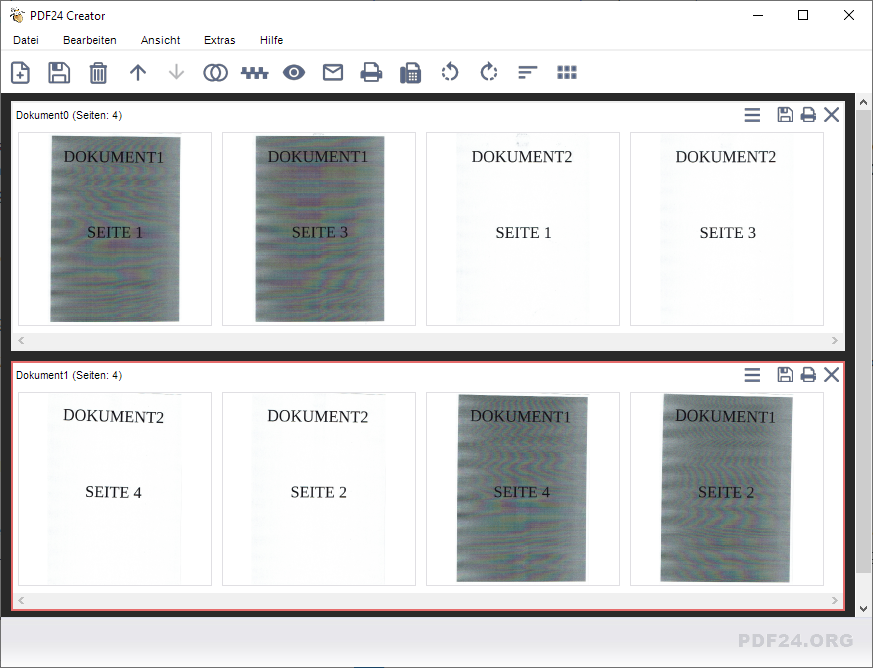 PDF24 Creator
Datei Bearbeiten Ansicht Extras Hilfe
Dokument0 (Seiten: 4)
DOKUMENT1 DOKUMENT1 DOKUMENT2 DOKUMENT2
SEITE 1 SEITE 3 SEITE 1 SEITE 3
Dokument1 (Seiten: 4)
DOKUMENT2 DOKUMENT2 DOKUMENT1 DOKUMENT1
SEITE 4 SEITE 2 SEITE 4 SEITE 2
PDF24.ORG